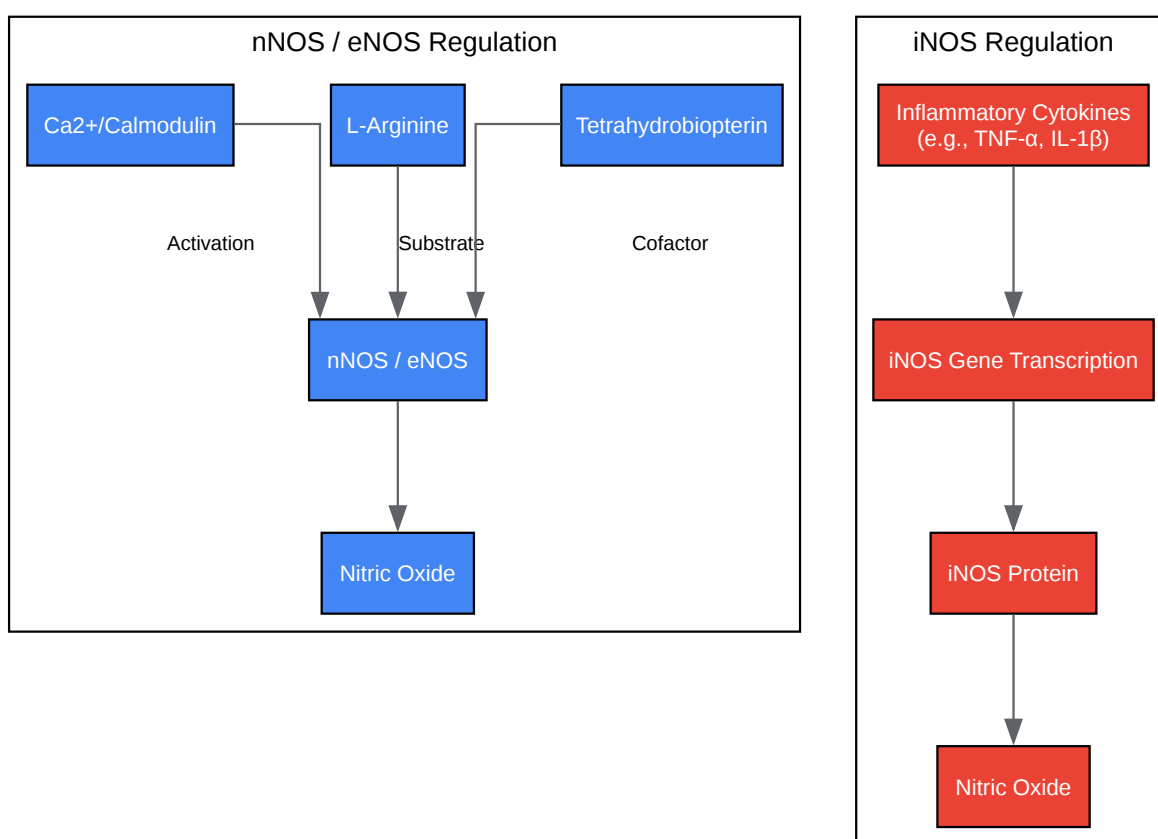 nNOS / eNOS Regulation
Ca2+/Calmodulin
L-Arginine
Tetrahydrobiopterin
Activation
Substrate
Cofactor
nNOS / eNOS
Nitric Oxide
iNOS Regulation
Inflammatory Cytokines
(e.g., TNF-α, IL-1β)
iNOS Gene Transcription
iNOS Protein
Nitric Oxide